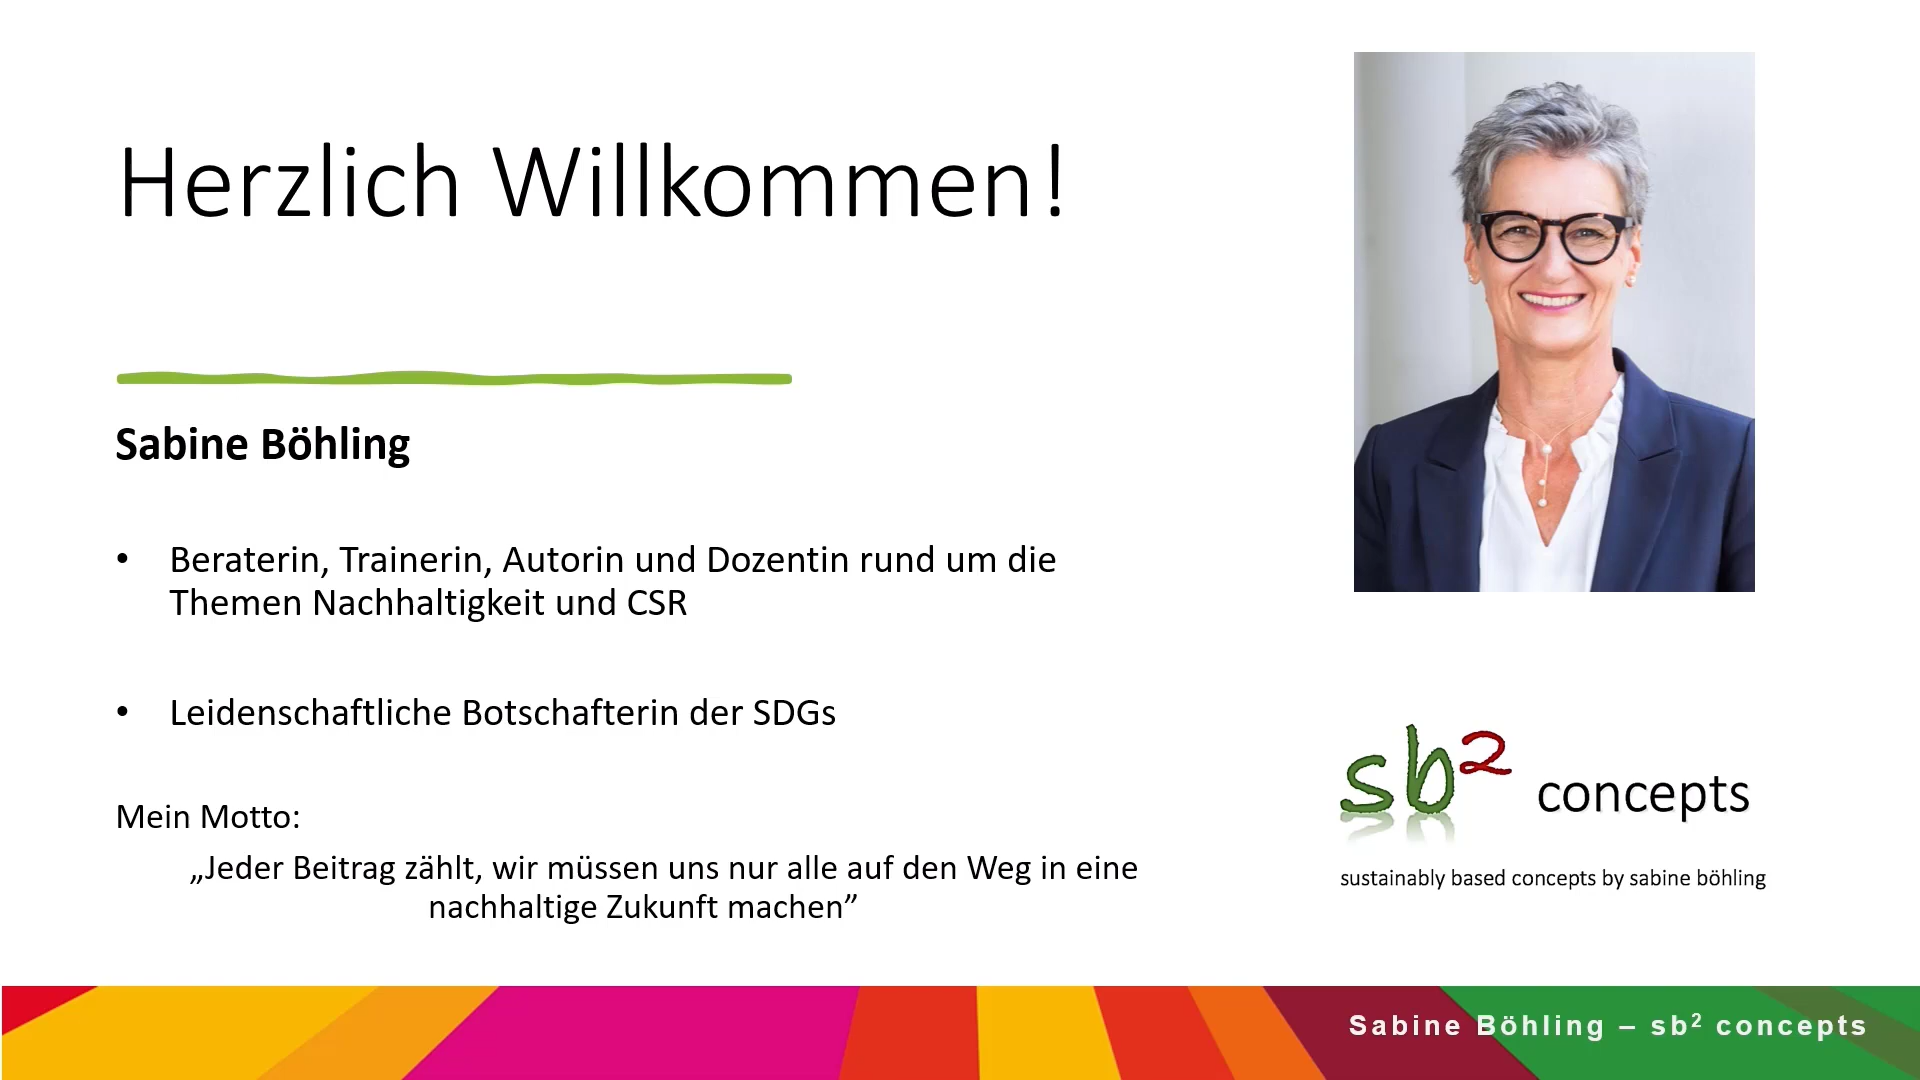 Herzlich Willkommen!
Sabine Böhling
• Beraterin, Trainerin, Autorin und Dozentin rund um die
Themen Nachhaltigkeit und CSR
• Leidenschaftliche Botschafterin der SDGs
Mein Motto:
„Jeder Beitrag zählt, wir müssen uns nur alle auf den Weg in eine
nachhaltige Zukunft machen”
sb² concepts
sustainably based concepts by sabine böhling
Sabine Böhling – sb² concepts